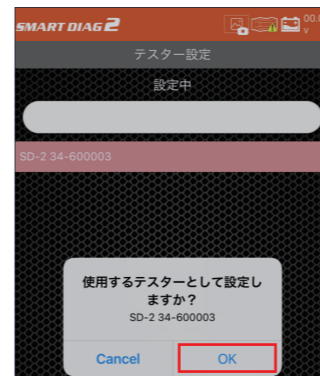 SMART DIAG 2
00.0
v
テスター設定
設定中
SD-2 34-600003
使用するテスターとして設定し
ますか？
SD-2 34-600003
Cancel
OK